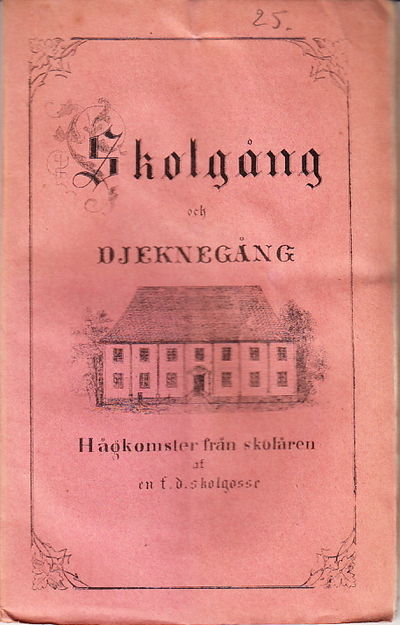 25.
Skolgång
och
DJEKNEGÅNG
Hågkomster från skolåren
af
en f.d. skolgosse